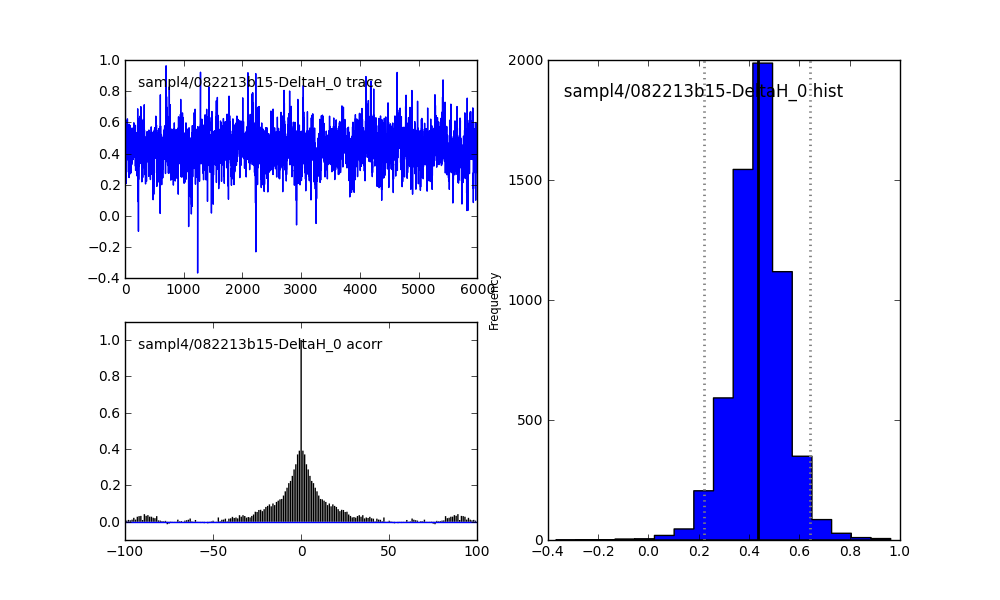 1.0
0.8
0.6
0.4
0.2
0.0
−0.2
−0.4
sampl4/082213b15-DeltaH_0 trace
0 1000 2000 3000 4000 5000 6000
1.0
0.8
0.6
0.4
0.2
0.0
sampl4/082213b15-DeltaH_0 acorr
−100 −50 0 50 100
Frequency
2000
1500
1000
500
0
sampl4/082213b15-DeltaH_0 hist
−0.4 −0.2 0.0 0.2 0.4 0.6 0.8 1.0